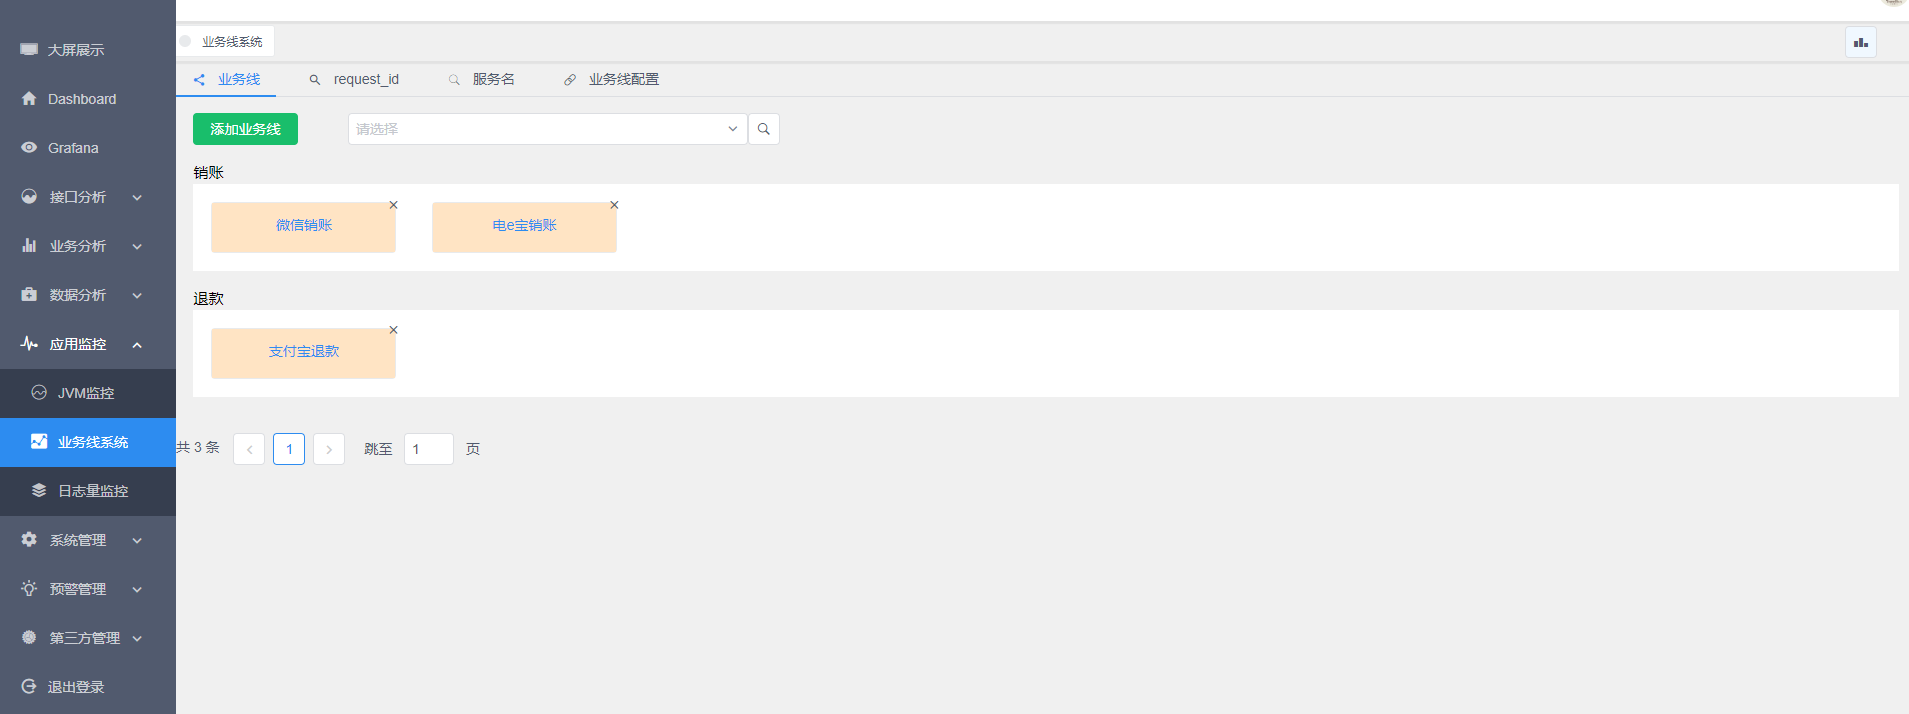 大屏展示
Dashboard
Grafana
接口分析
业务分析
数据分析
应用监控
JVM监控
业务线系统
日志量监控
系统管理
预警管理
第三方管理
退出登录
业务线系统
业务线 request_id 服务名 业务线配置
添加业务线 请选择
销账
微信销账 电e宝销账
退款
支付宝退款
共 3 条 1 跳至 1 页